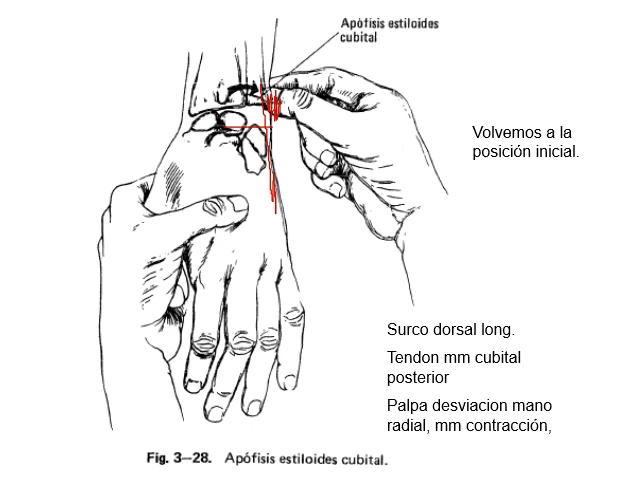 Apófisis estiloides
cubital
Volvemos a la
posición inicial.
Surco dorsal long.
Tendon mm cubital
posterior
Palpa desviacion mano
radial, mm contracción,
Fig. 3—28. Apófisis estiloides cubital.